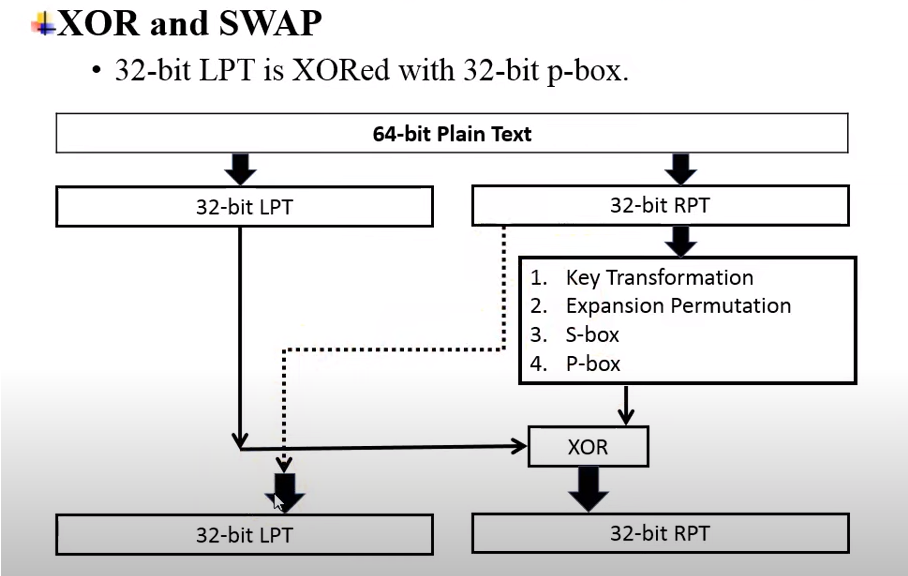 XOR and SWAP
• 32-bit LPT is XORed with 32-bit p-box.
64-bit Plain Text
32-bit LPT
32-bit RPT
1. Key Transformation
2. Expansion Permutation
3. S-box
4. P-box
XOR
32-bit LPT
32-bit RPT